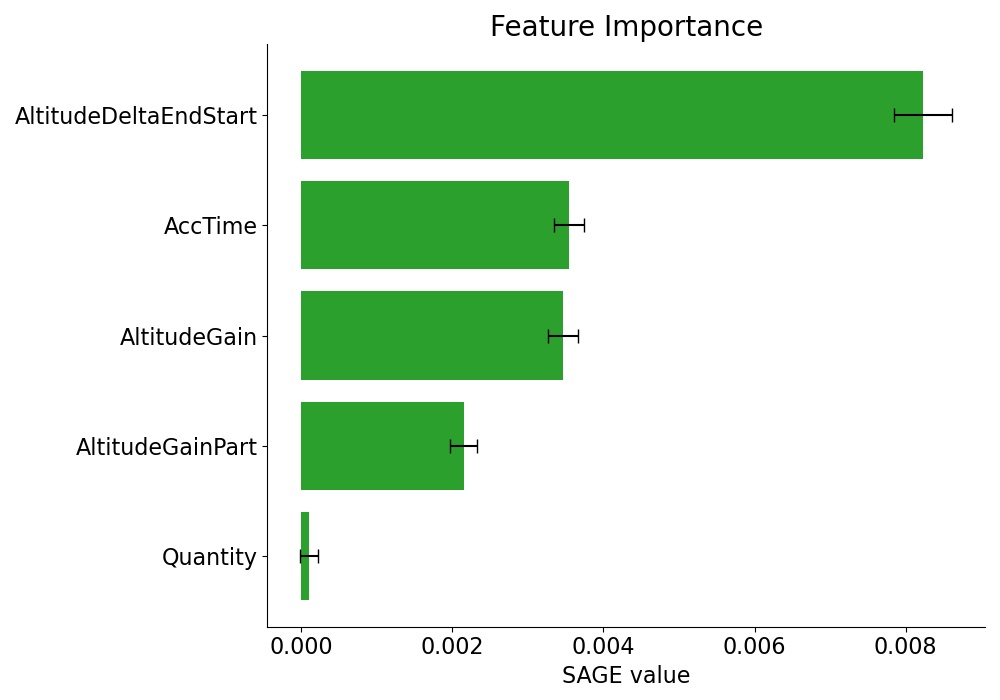 Feature Importance
AltitudeDeltaEndStart
AccTime
AltitudeGain
AltitudeGainPart
Quantity
0.000 0.002 0.004 0.006 0.008
SAGE value